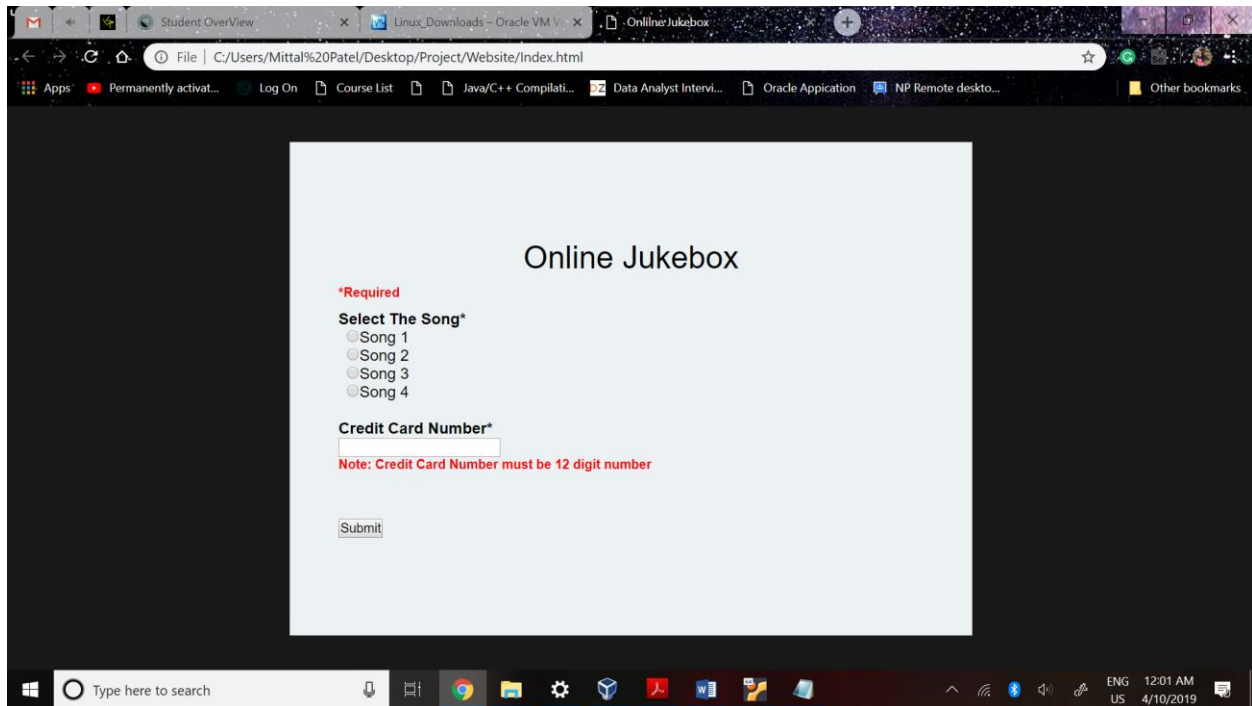 Student OverView
Linux_Downloads – Oracle VM V
OnlilneJukebox
File | C:/Users/Mittal%20Patel/Desktop/Project/Website/Index.html
Apps Permanently activat... Log On Course List Java/C++ Compilati... DZ Data Analyst Intervi... Oracle Appication NP Remote deskto... Other bookmarks
Online Jukebox
*Required
Select The Song*
Song 1
Song 2
Song 3
Song 4
Credit Card Number*
Note: Credit Card Number must be 12 digit number
Submit
Type here to search
ENG 12:01 AM
US 4/10/2019